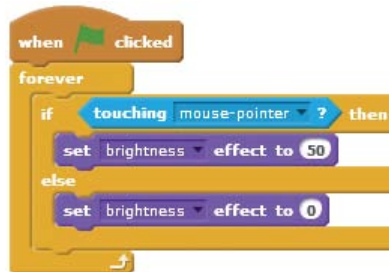 when clicked
forever
if touching mouse-pointer ? then
set brightness effect to 50
else
set brightness effect to 0